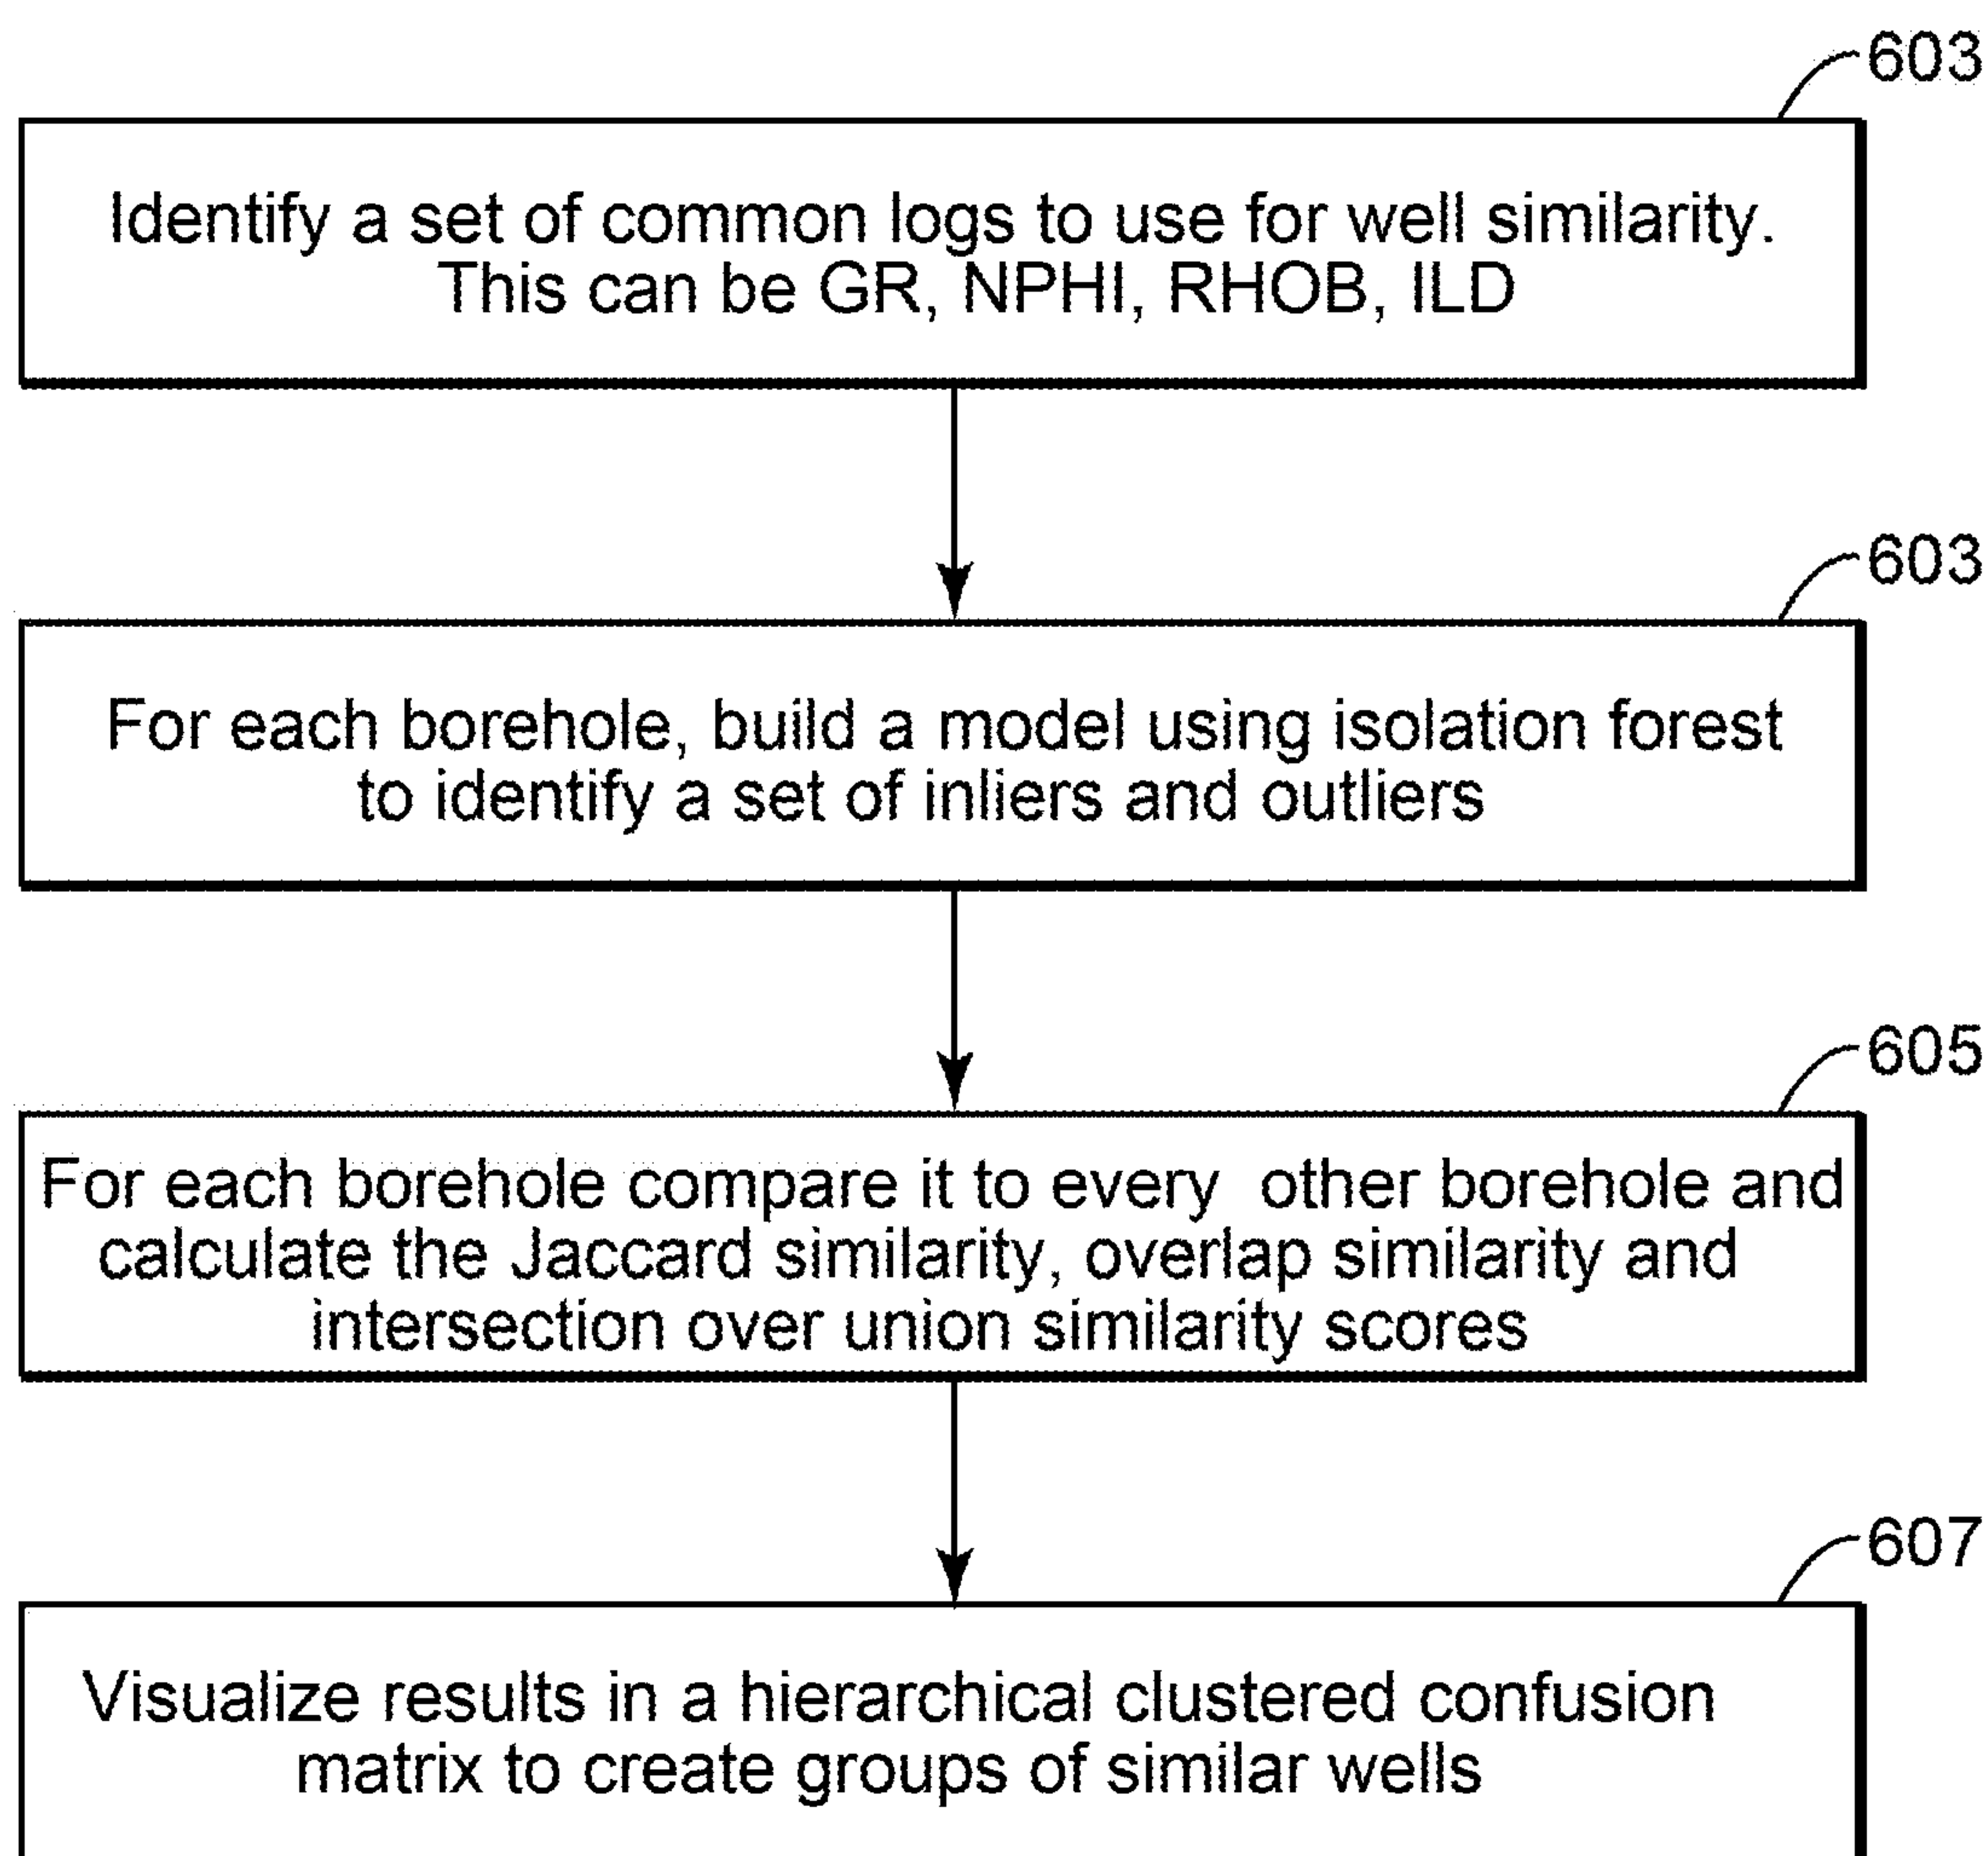 603
Identify a set of common logs to use for well similarity.
This can be GR, NPHI, RHOB, ILD
603
For each borehole, build a model using isolation forest
to identify a set of inliers and outliers
605
For each borehole compare it to every other borehole and
calculate the Jaccard similarity, overlap similarity and
intersection over union similarity scores
607
Visualize results in a hierarchical clustered confusion
matrix to create groups of similar wells